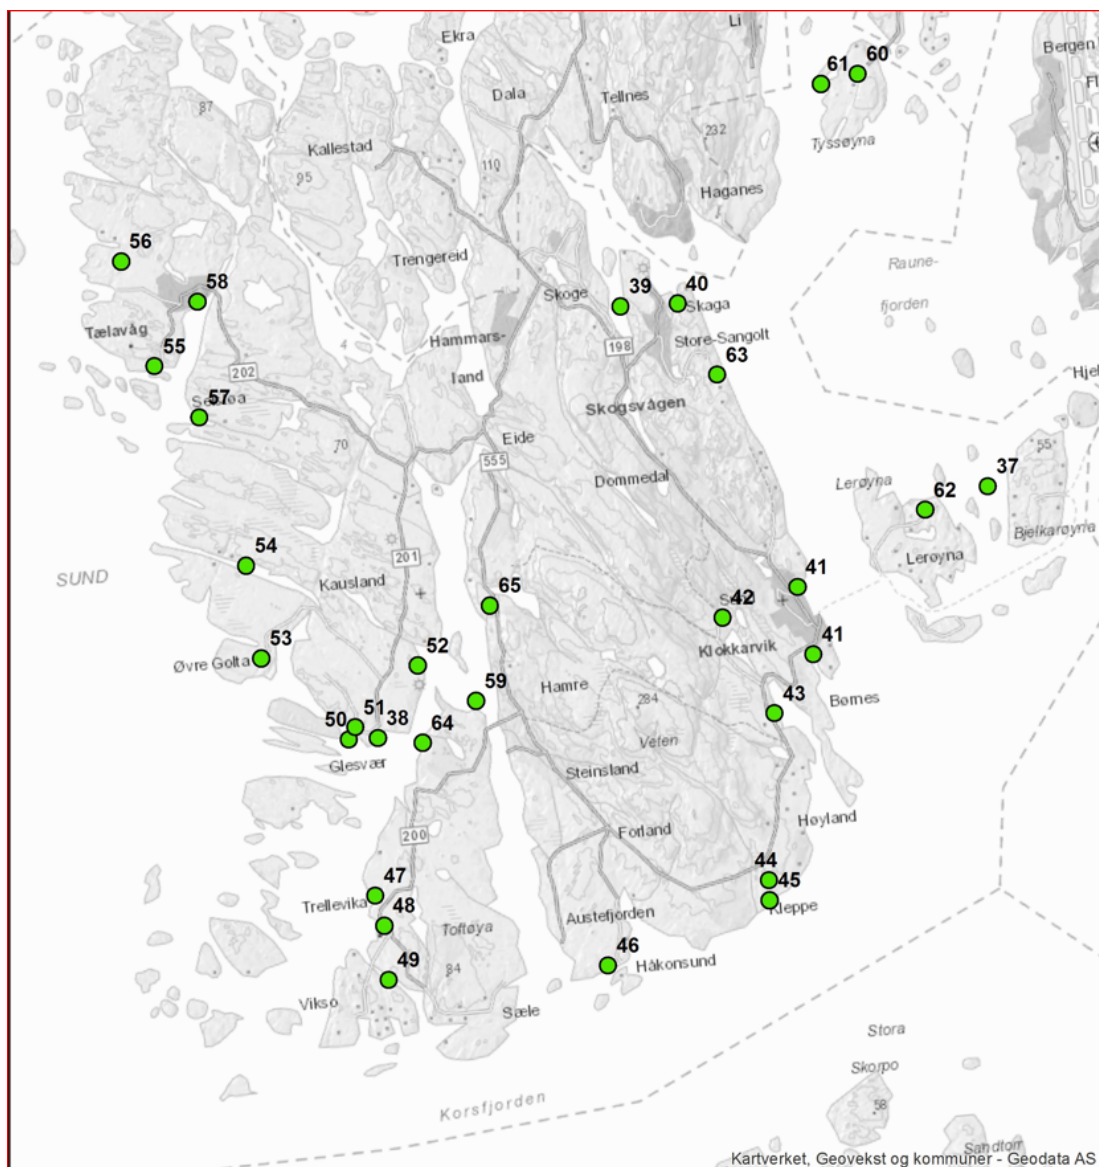 Ekra
Li
61
60
Bergen
Fl
87
Dala
Tellnes
232
Tyssøyna
Kallestad
110
95
Haganes
56
Trengereid
Raune-
58
Skoge
39
40
Skaga
fjorden
Tælavåg
4
Hammars-
198
Store-Sangolt
55
202
land
63
Hjel
57
Skogsvågen
70
Eide
555
55
37
Dommedal
Lerøyna
62
Bjelkarøyna
54
201
Lerøyna
SUND
Kausland
65
42
41
53
52
Klokkarvik
41
Øvre Golta
59
Hamre
284
43
Børnes
50
51
38
64
Vefen
Glesvær
Steinsland
200
Forland
Høyland
47
44
Trellevika
45
48
Toftøya
Austefjorden
Kleppe
49
84
46
Håkonsund
Vikso
Sæle
Stora
Skorpo
Korsfjorden
58
Sandtorr
Kartverket, Geovekst og kommuner - Geodata AS